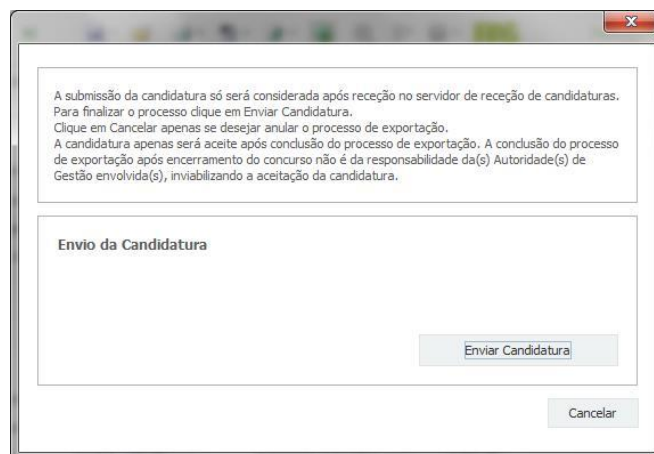 A submissão da candidatura só será considerada após receção no servidor de receção de candidaturas.
Para finalizar o processo clique em Enviar Candidatura.
Clique em Cancelar apenas se desejar anular o processo de exportação.
A candidatura apenas será aceite após conclusão do processo de exportação. A conclusão do processo
de exportação após encerramento do concurso não é da responsabilidade da(s) Autoridade(s) de
Gestão envolvida(s), inviabilizando a aceitação da candidatura.
Envio da Candidatura
Enviar Candidatura
Cancelar